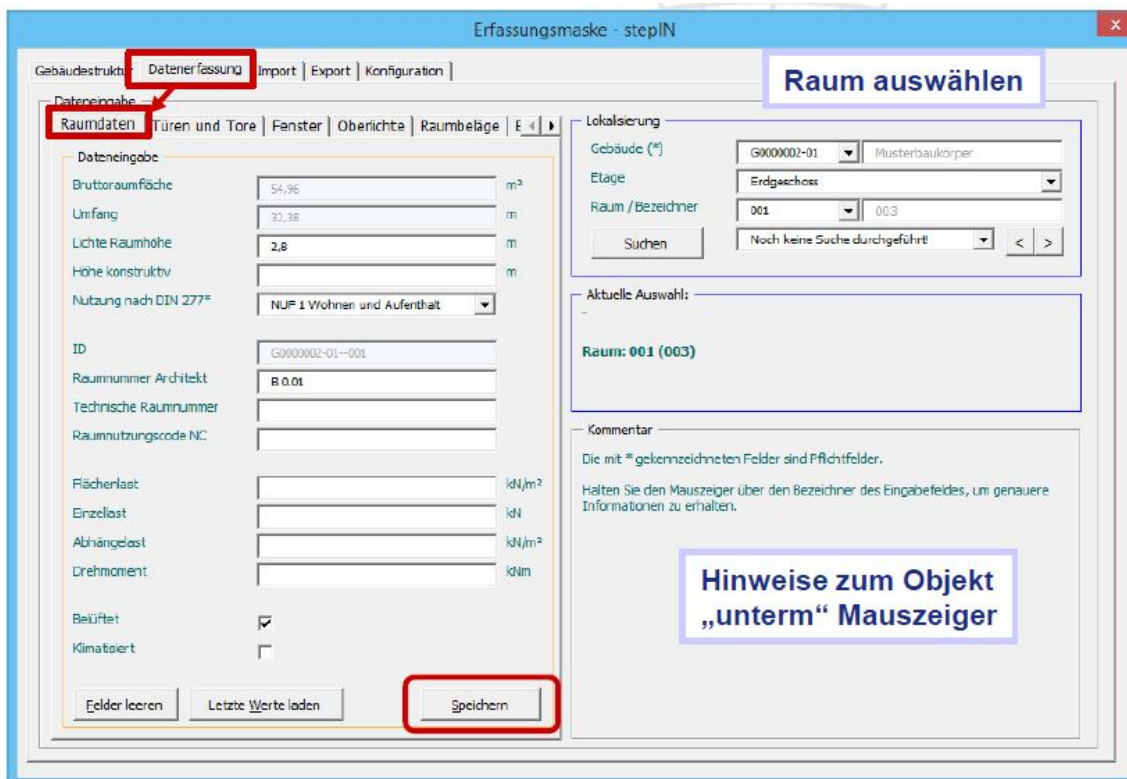 Erfassungsmaske - stepIN
x
Gebäudestruktur Datenerfassung Import Export Konfiguration
Raum auswählen
Dateneingabe
Raumdaten Türen und Tore Fenster Oberlichte Raumbeläge
Dateneingabe
Bruttoraumfläche 54,96 m²
Umfang 32,38 m
Lichte Raumhöhe 2,8 m
Höhe konstruktiv m
Nutzung nach DIN 277* NUF 1 Wohnen und Aufenthalt
ID G0000002-01--001
Raumnummer Architekt B 0.01
Technische Raumnummer
Raumnutzungscode NC
Flächenlast kN/m²
Einzellast kN
Abhängelast kN/m²
Drehmoment kNm
Belüftet
Klimatisiert
Felder leeren Letzte Werte laden Speichern
Lokalisierung
Gebäude (*) G0000002-01 Musterbaukörper
Etage Erdgeschoss
Raum / Bezeichner 001 003
Suchen Noch keine Suche durchgeführt! < >
Aktuelle Auswahl:
-
Raum: 001 (003)
Kommentar
Die mit * gekennzeichneten Felder sind Pflichtfelder.
Halten Sie den Mauszeiger über den Bezeichner des Eingabefeldes, um genauere
Informationen zu erhalten.
Hinweise zum Objekt
„unterm“ Mauszeiger